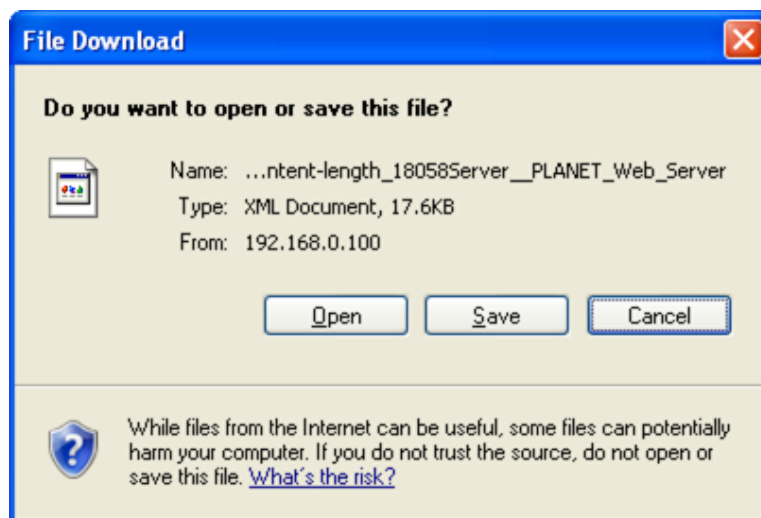 File Download
Do you want to open or save this file?
Name: ...ntent-length_18058Server__PLANET_Web_Server
Type: XML Document, 17.6KB
From: 192.168.0.100
Open Save Cancel
While files from the Internet can be useful, some files can potentially
harm your computer. If you do not trust the source, do not open or
save this file. What's the risk?